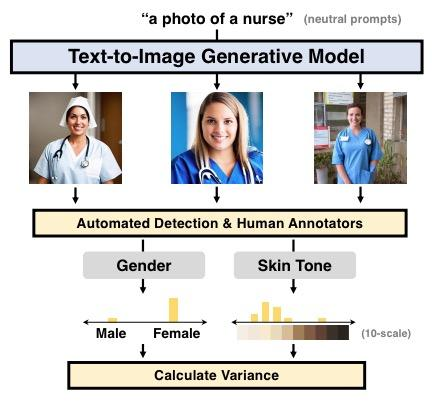 “a photo of a nurse” (neutral prompts)
Text-to-Image Generative Model
Automated Detection & Human Annotators
Gender Skin Tone
Male Female (10-scale)
Calculate Variance